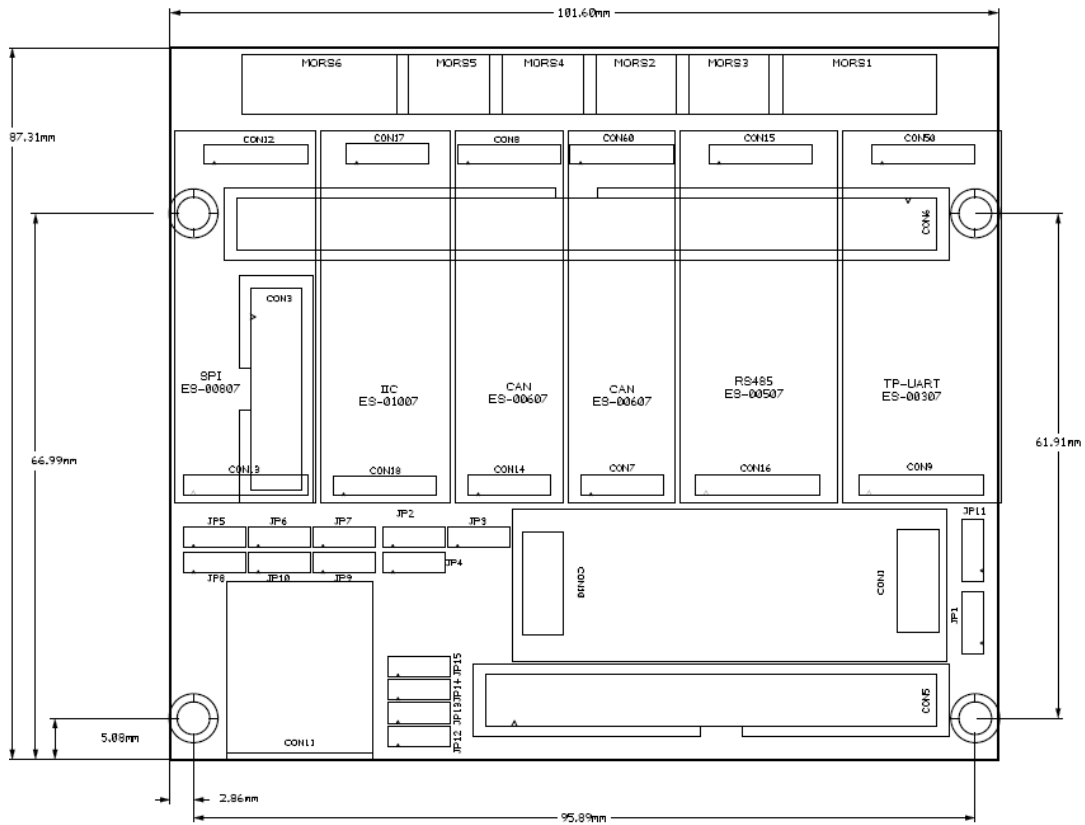 101.60mm
MORS6 MORS5 MORS4 MORS2 MORS3 MORS1
87.31mm
CON12 CON17 CON8 CON60 CON15 CON50
CON6
CON3
SPI
ES-00807
IIC
ES-01007
CAN
ES-00607
CAN
ES-00607
RS485
ES-00507
TP-UART
ES-00307
66.99mm
61.91mm
CON13 CON18 CON14 CON7 CON16 CON9
JP5 JP6 JP7 JP2 JP3 JP11
JP8 JP10 JP9 JP4
CON1
JP1
JP15
JP14
JP13
JP12
CON5
CON11
5.08mm
2.86mm
95.89mm